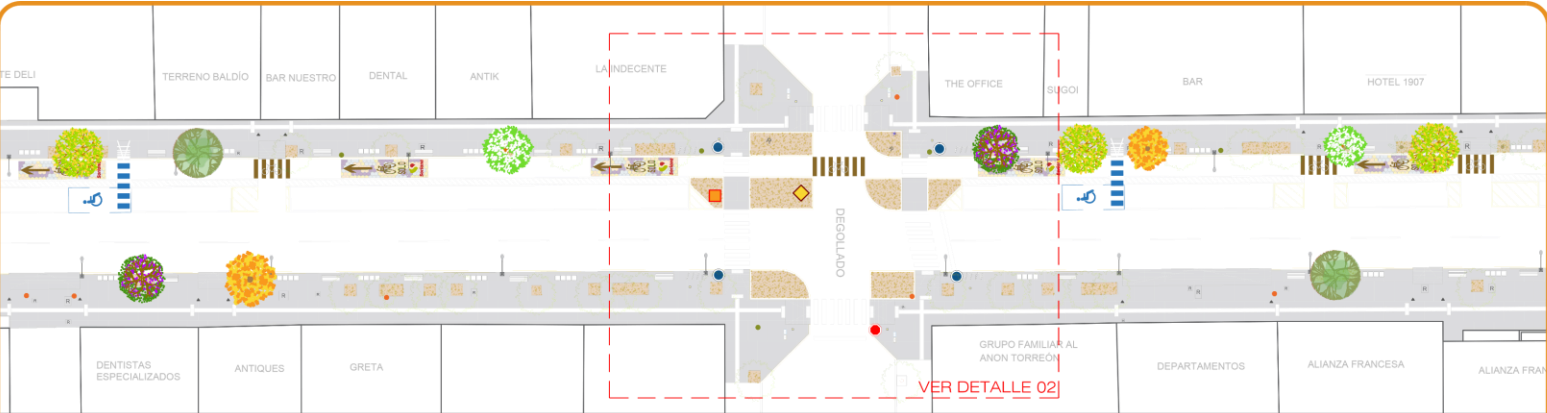 TE DELI
TERRENO BALDÍO
BAR NUESTRO
DENTAL
ANTIK
LA INDECENTE
THE OFFICE
SUGOI
BAR
HOTEL 1907
DEGOLLADO
DENTISTAS
ESPECIALIZADOS
ANTIQUES
GRETA
GRUPO FAMILIAR AL
ANON TORREÓN
VER DETALLE 02
DEPARTAMENTOS
ALIANZA FRANCESA
ALIANZA FRAN